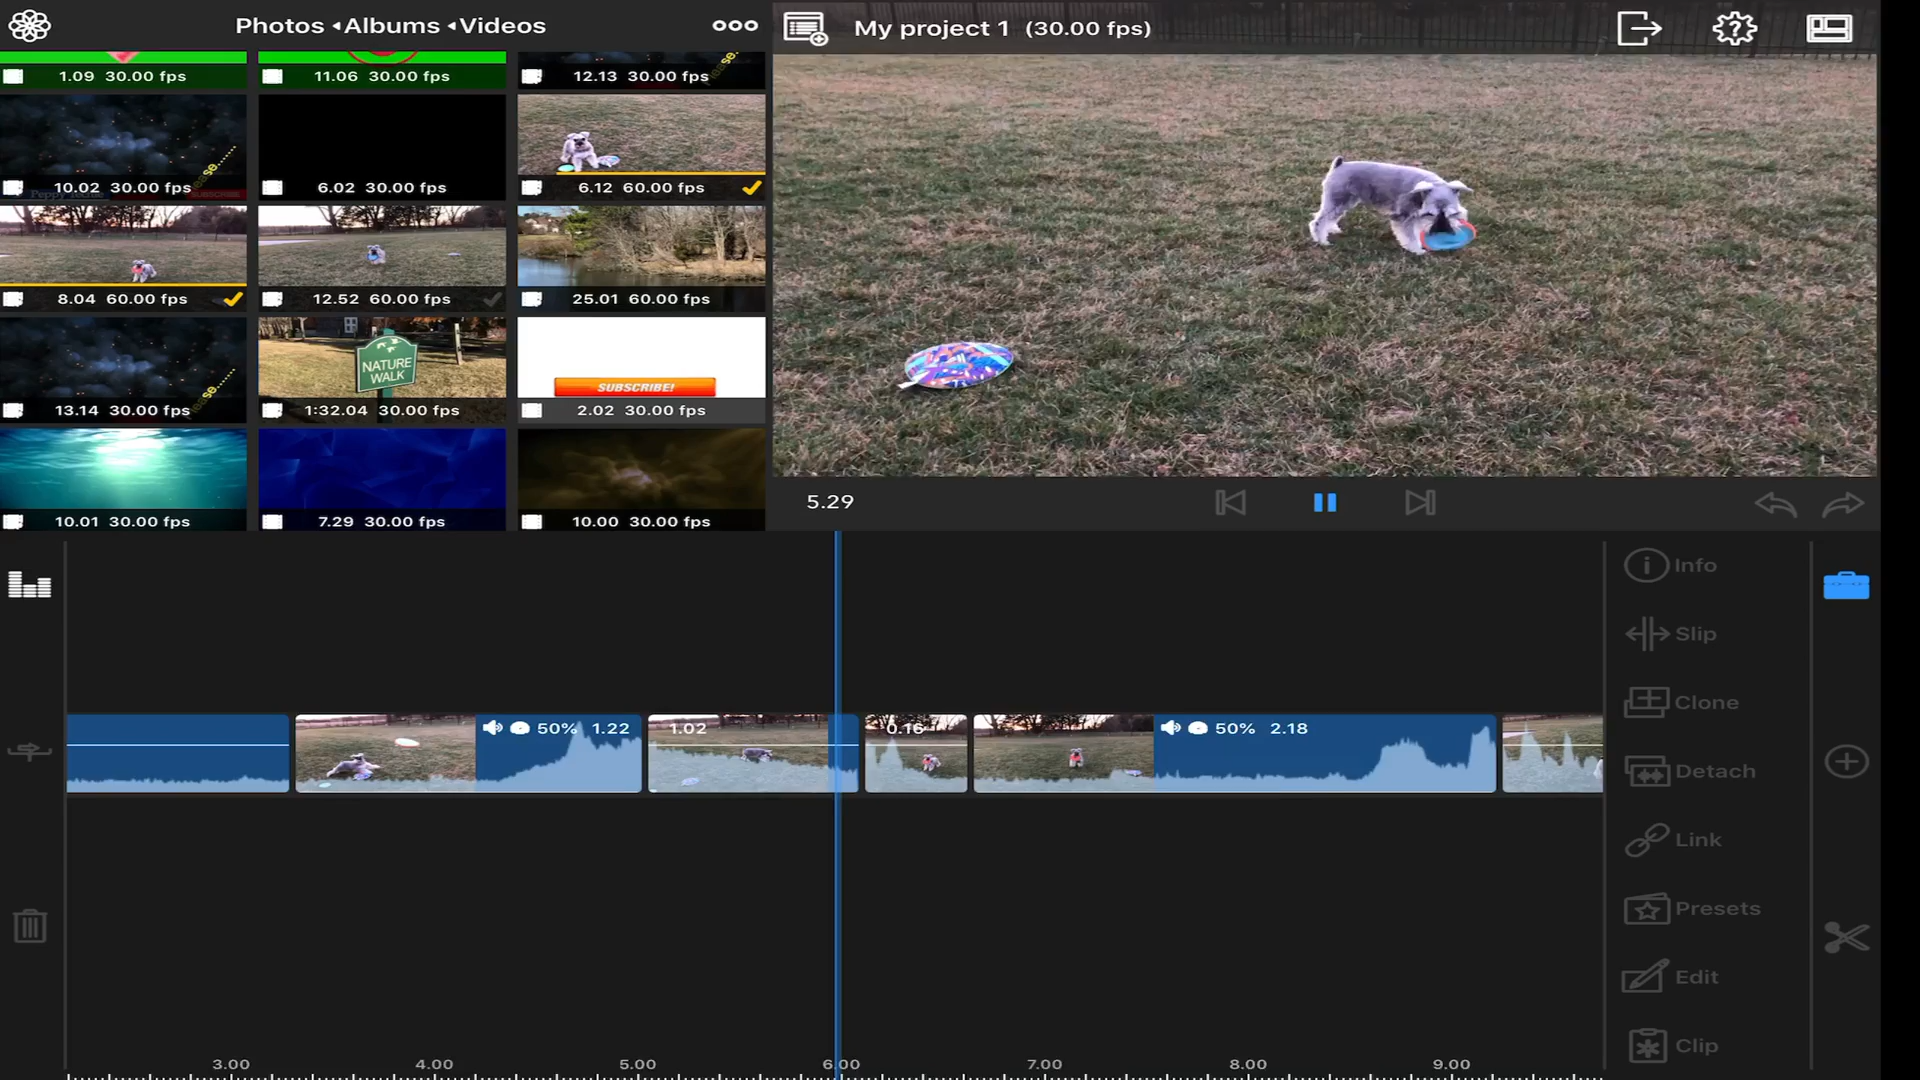 Photos ◂Albums ◂Videos
My project 1 (30.00 fps)
1.09 30.00 fps
11.06 30.00 fps
12.13 30.00 fps
10.02 30.00 fps
6.02 30.00 fps
6.12 60.00 fps
8.04 60.00 fps
12.52 60.00 fps
25.01 60.00 fps
NATURE
WALK
SUBSCRIBE!
13.14 30.00 fps
1:32.04 30.00 fps
2.02 30.00 fps
10.01 30.00 fps
7.29 30.00 fps
10.00 30.00 fps
5.29
Info
Slip
Clone
Detach
Link
Presets
Edit
Clip
50% 1.22
1.02
0.16
50% 2.18
3.00 4.00 5.00 6.00 7.00 8.00 9.00